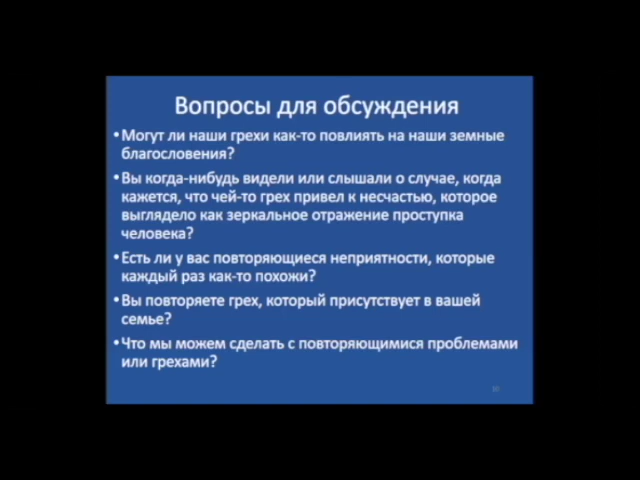 Вопросы для обсуждения
•Могут ли наши грехи как-то повлиять на наши земные
благословения?
•Вы когда-нибудь видели или слышали о случае, когда
кажется, что чей-то грех привел к несчастью, которое
выглядело как зеркальное отражение проступка
человека?
•Есть ли у вас повторяющиеся неприятности, которые
каждый раз как-то похожи?
•Вы повторяете грех, который присутствует в вашей
семье?
•Что мы можем сделать с повторяющимися проблемами
или грехами?